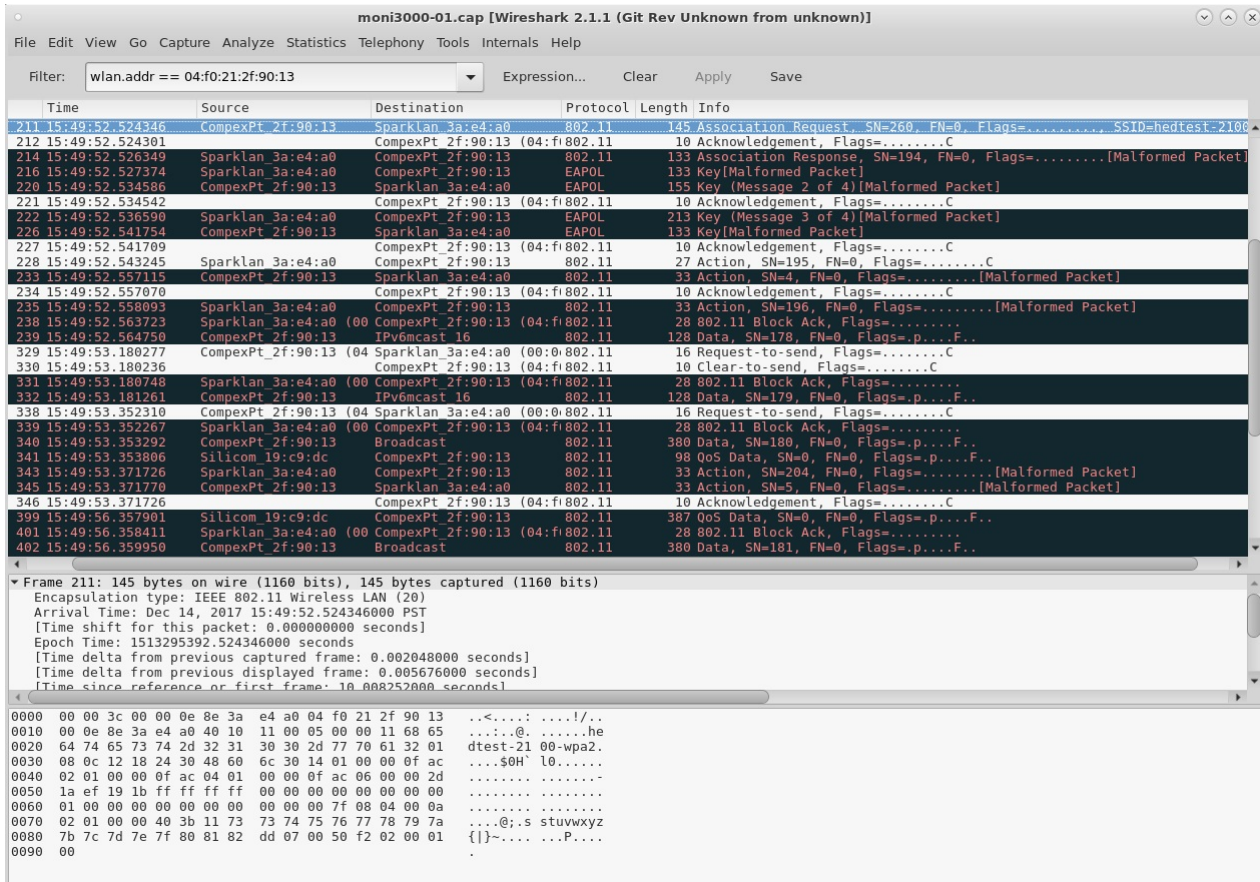 moni3000-01.cap [Wireshark 2.1.1 (Git Rev Unknown from unknown)]
File Edit View Go Capture Analyze Statistics Telephony Tools Internals Help
Filter: wlan.addr == 04:f0:21:2f:90:13 Expression... Clear Apply Save
Time Source Destination Protocol Length Info
211 15:49:52.524346 CompexPt_2f:90:13 Sparklan_3a:e4:a0 802.11 145 Association Request, SN=260, FN=0, Flags=........., SSID=hedtest-2100
212 15:49:52.524301 CompexPt_2f:90:13 (04:f( 802.11 10 Acknowledgement, Flags=........C
214 15:49:52.526349 Sparklan_3a:e4:a0 CompexPt_2f:90:13 802.11 133 Association Response, SN=194, FN=0, Flags=.........[Malformed Packet]
216 15:49:52.527374 Sparklan_3a:e4:a0 CompexPt_2f:90:13 EAPOL 133 Key[Malformed Packet]
220 15:49:52.534586 CompexPt_2f:90:13 Sparklan_3a:e4:a0 EAPOL 155 Key (Message 2 of 4)[Malformed Packet]
221 15:49:52.534542 CompexPt_2f:90:13 (04:f( 802.11 10 Acknowledgement, Flags=........C
222 15:49:52.536590 Sparklan_3a:e4:a0 CompexPt_2f:90:13 EAPOL 213 Key (Message 3 of 4)[Malformed Packet]
226 15:49:52.541754 CompexPt_2f:90:13 Sparklan_3a:e4:a0 EAPOL 133 Key[Malformed Packet]
227 15:49:52.541709 CompexPt_2f:90:13 (04:f( 802.11 10 Acknowledgement, Flags=........C
228 15:49:52.543245 Sparklan_3a:e4:a0 CompexPt_2f:90:13 802.11 27 Action, SN=195, FN=0, Flags=........C
233 15:49:52.557115 CompexPt_2f:90:13 Sparklan_3a:e4:a0 802.11 33 Action, SN=4, FN=0, Flags=.........[Malformed Packet]
234 15:49:52.557070 CompexPt_2f:90:13 (04:f( 802.11 10 Acknowledgement, Flags=........C
235 15:49:52.558093 Sparklan_3a:e4:a0 CompexPt_2f:90:13 802.11 33 Action, SN=196, FN=0, Flags=.........[Malformed Packet]
238 15:49:52.563723 Sparklan_3a:e4:a0 (00 CompexPt_2f:90:13 (04:f( 802.11 28 802.11 Block Ack, Flags=.........
239 15:49:52.564750 CompexPt_2f:90:13 IPv6mcast_16 802.11 128 Data, SN=178, FN=0, Flags=.p....F..
329 15:49:53.180277 CompexPt_2f:90:13 (04 Sparklan_3a:e4:a0 (00:0( 802.11 16 Request-to-send, Flags=........C
330 15:49:53.180236 CompexPt_2f:90:13 (04:f( 802.11 10 Clear-to-send, Flags=........C
331 15:49:53.180748 Sparklan_3a:e4:a0 (00 CompexPt_2f:90:13 (04:f( 802.11 28 802.11 Block Ack, Flags=.........
332 15:49:53.181261 CompexPt_2f:90:13 IPv6mcast_16 802.11 128 Data, SN=179, FN=0, Flags=.p....F..
338 15:49:53.352310 CompexPt_2f:90:13 (04 Sparklan_3a:e4:a0 (00:0( 802.11 16 Request-to-send, Flags=........C
339 15:49:53.352267 Sparklan_3a:e4:a0 (00 CompexPt_2f:90:13 (04:f( 802.11 28 802.11 Block Ack, Flags=.........
340 15:49:53.353292 CompexPt_2f:90:13 Broadcast 802.11 380 Data, SN=180, FN=0, Flags=.p....F..
341 15:49:53.353806 Silicom_19:c9:dc CompexPt_2f:90:13 802.11 98 QoS Data, SN=0, FN=0, Flags=.p....F..
343 15:49:53.371726 Sparklan_3a:e4:a0 CompexPt_2f:90:13 802.11 33 Action, SN=204, FN=0, Flags=.........[Malformed Packet]
345 15:49:53.371770 CompexPt_2f:90:13 Sparklan_3a:e4:a0 802.11 33 Action, SN=5, FN=0, Flags=.........[Malformed Packet]
346 15:49:53.371726 CompexPt_2f:90:13 (04:f( 802.11 10 Acknowledgement, Flags=........C
399 15:49:56.357901 Silicom_19:c9:dc CompexPt_2f:90:13 802.11 387 QoS Data, SN=0, FN=0, Flags=.p....F..
401 15:49:56.358411 Sparklan_3a:e4:a0 (00 CompexPt_2f:90:13 (04:f( 802.11 28 802.11 Block Ack, Flags=.........
402 15:49:56.359950 CompexPt_2f:90:13 Broadcast 802.11 380 Data, SN=181, FN=0, Flags=.p....F..
Frame 211: 145 bytes on wire (1160 bits), 145 bytes captured (1160 bits)
Encapsulation type: IEEE 802.11 Wireless LAN (20)
Arrival Time: Dec 14, 2017 15:49:52.524346000 PST
[Time shift for this packet: 0.000000000 seconds]
Epoch Time: 1513295392.524346000 seconds
[Time delta from previous captured frame: 0.002048000 seconds]
[Time delta from previous displayed frame: 0.005676000 seconds]
[Time since reference or first frame: 10.008252000 seconds]
0000 00 00 3c 00 00 0e 8e 3a e4 a0 04 f0 21 2f 90 13 ..<....: ....!/..
0010 00 0e 8e 3a e4 a0 40 10 11 00 05 00 00 11 68 65 ...:..@. ......he
0020 64 74 65 73 74 2d 32 31 30 30 2d 77 70 61 32 01 dtest-21 00-wpa2.
0030 08 0c 12 18 24 30 48 60 6c 30 14 01 00 00 0f ac ....$0H` l0......
0040 02 01 00 00 0f ac 04 01 00 00 0f ac 06 00 00 2d ........ .......-
0050 1a ef 19 1b ff ff ff ff 00 00 00 00 00 00 00 00 ........ ........
0060 01 00 00 00 00 00 00 00 00 00 00 7f 08 04 00 0a ........ ........
0070 02 01 00 00 40 3b 11 73 73 74 75 76 77 78 79 7a ....@;.s stuvwxyz
0080 7b 7c 7d 7e 7f 80 81 82 dd 07 00 50 f2 02 00 01 {|}~.... ...P....
0090 00 .